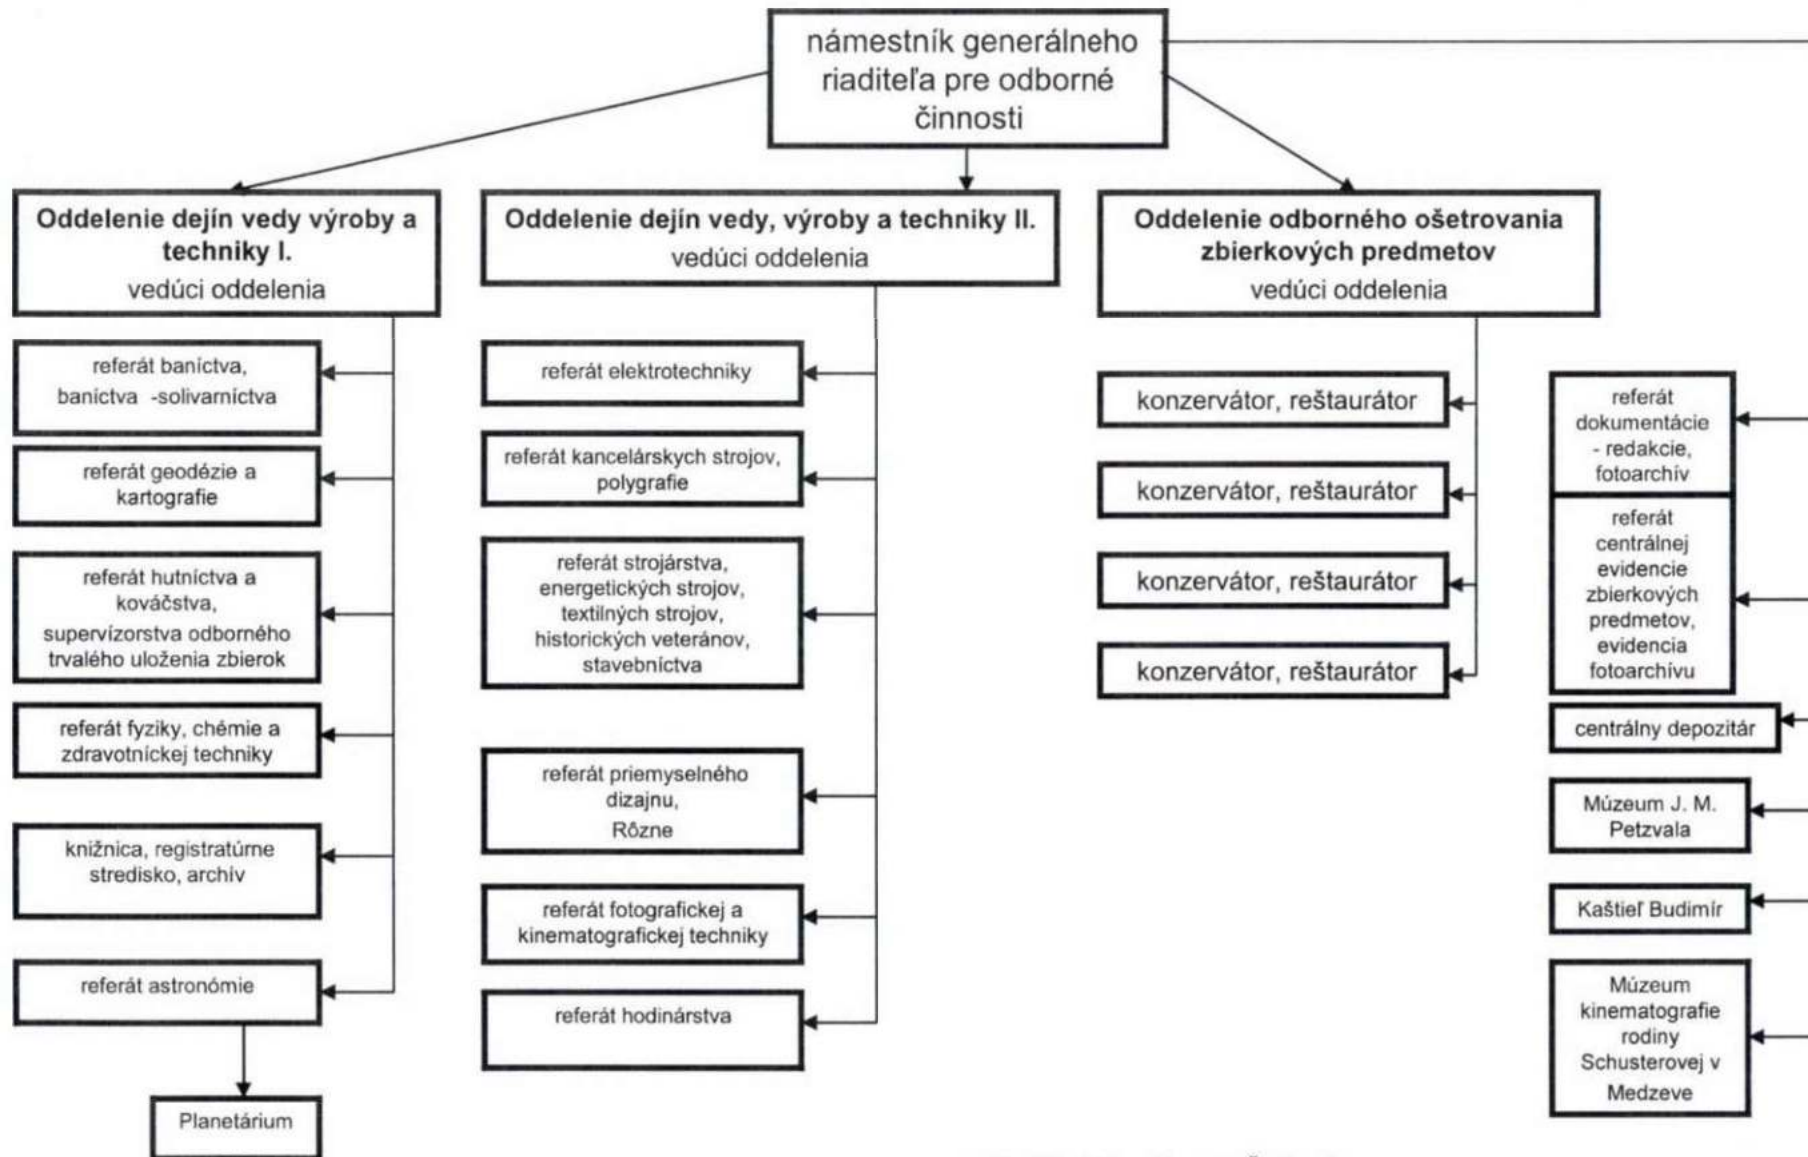 námestník generálneho
riaditeľa pre odborné
činnosti
Oddelenie dejín vedy výroby a
techniky I.
vedúci oddelenia
referát baníctva,
baníctva -solivarníctva
referát geodézie a
kartografie
referát hutníctva a
kováčstva,
supervízorstva odborného
trvalého uloženia zbierok
referát fyziky, chémie a
zdravotníckej techniky
knižnica, registratúrne
stredisko, archív
referát astronómie
Planetárium
Oddelenie dejín vedy, výroby a techniky II.
vedúci oddelenia
referát elektrotechniky
referát kancelárskych strojov,
polygrafie
referát strojárstva,
energetických strojov,
textilných strojov,
historických veteránov,
stavebníctva
referát priemyselného
dizajnu,
Rôzne
referát fotografickej a
kinematografickej techniky
referát hodinárstva
Oddelenie odborného ošetrovania
zbierkových predmetov
vedúci oddelenia
konzervátor, reštaurátor
konzervátor, reštaurátor
konzervátor, reštaurátor
konzervátor, reštaurátor
referát
dokumentácie
- redakcie,
fotoarchív
referát
centrálnej
evidencie
zbierkových
predmetov,
evidencia
fotoarchívu
centrálny depozitár
Múzeum J. M.
Petzvala
Kaštieľ Budimír
Múzeum
kinematografie
rodiny
Schusterovej v
Medzeve